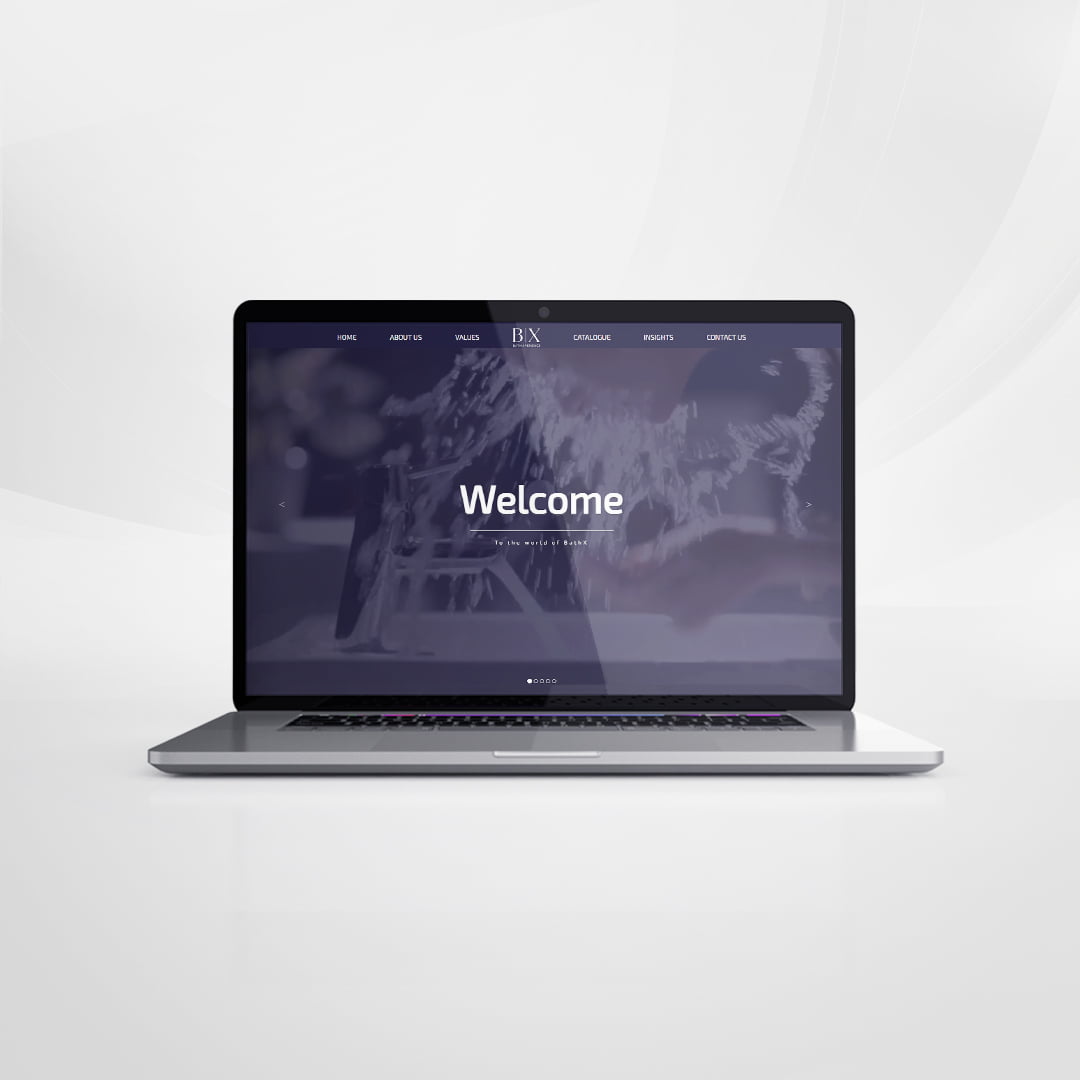 HOME ABOUT US VALUES B|X CATALOGUE INSIGHTS CONTACT US
Welcome
To the world of BathX